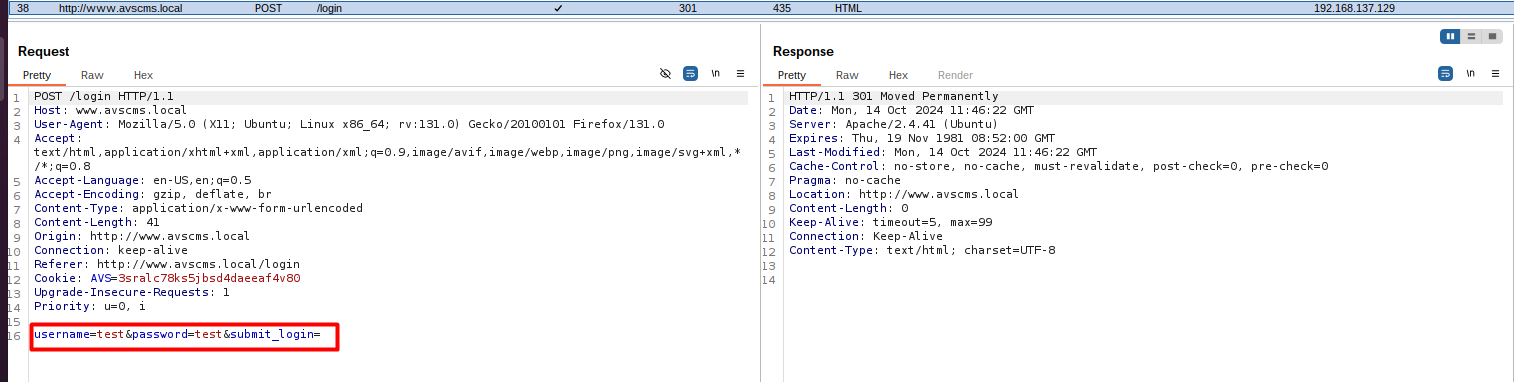 38 http://www.avscms.local POST /login ✓ 301 435 HTML 192.168.137.129
Request
Pretty Raw Hex
\n
1 POST /login HTTP/1.1
2 Host: www.avscms.local
3 User-Agent: Mozilla/5.0 (X11; Ubuntu; Linux x86_64; rv:131.0) Gecko/20100101 Firefox/131.0
4 Accept:
text/html,application/xhtml+xml,application/xml;q=0.9,image/avif,image/webp,image/png,image/svg+xml,*
/*;q=0.8
5 Accept-Language: en-US,en;q=0.5
6 Accept-Encoding: gzip, deflate, br
7 Content-Type: application/x-www-form-urlencoded
8 Content-Length: 41
9 Origin: http://www.avscms.local
10 Connection: keep-alive
11 Referer: http://www.avscms.local/login
12 Cookie: AVS=3sralc78ks5jbsd4daeeaf4v80
13 Upgrade-Insecure-Requests: 1
14 Priority: u=0, i
15
16 username=test&password=test&submit_login=
Response
Pretty Raw Hex Render
\n
1 HTTP/1.1 301 Moved Permanently
2 Date: Mon, 14 Oct 2024 11:46:22 GMT
3 Server: Apache/2.4.41 (Ubuntu)
4 Expires: Thu, 19 Nov 1981 08:52:00 GMT
5 Last-Modified: Mon, 14 Oct 2024 11:46:22 GMT
6 Cache-Control: no-store, no-cache, must-revalidate, post-check=0, pre-check=0
7 Pragma: no-cache
8 Location: http://www.avscms.local
9 Content-Length: 0
10 Keep-Alive: timeout=5, max=99
11 Connection: Keep-Alive
12 Content-Type: text/html; charset=UTF-8
13
14